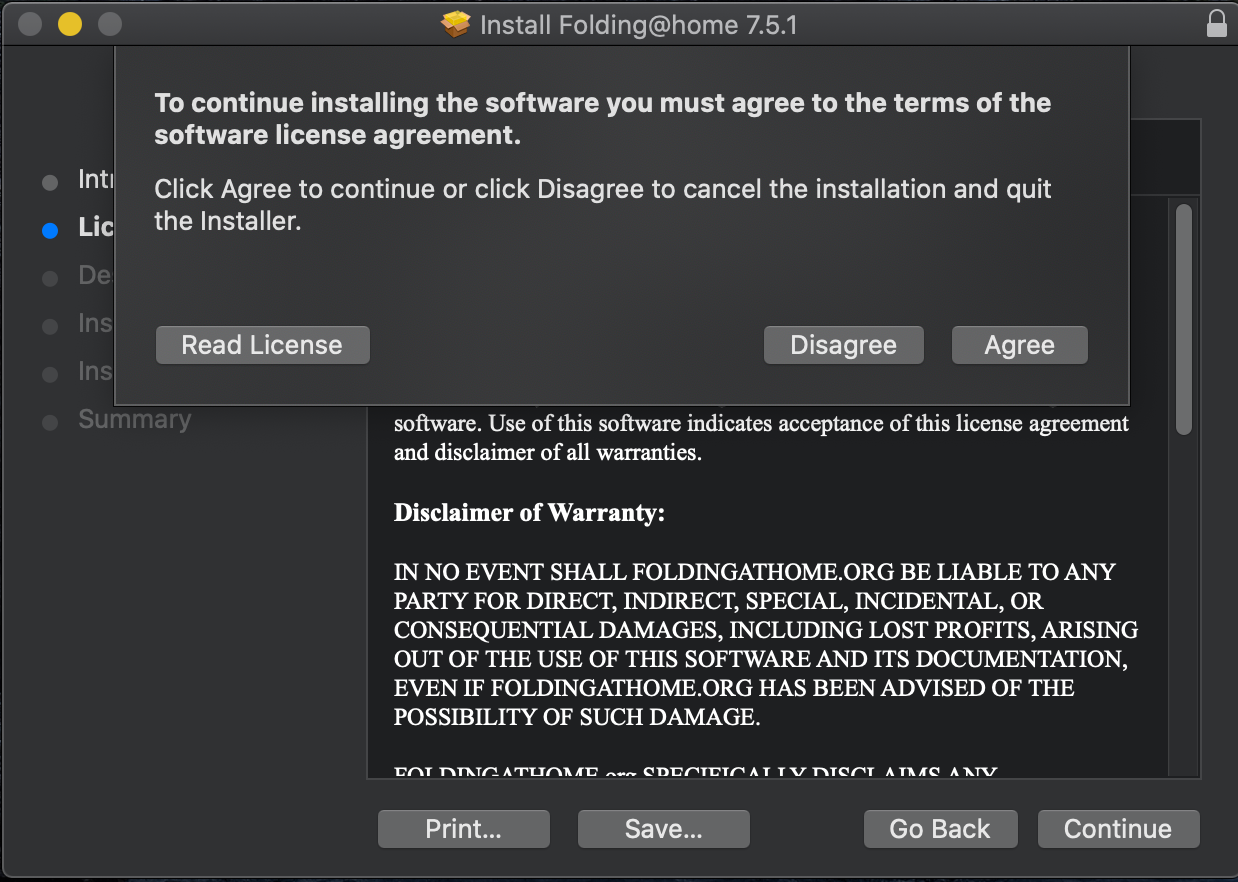 Install Folding@home 7.5.1
To continue installing the software you must agree to the terms of the
software license agreement.
Click Agree to continue or click Disagree to cancel the installation and quit
the Installer.
Read License
Disagree
Agree
Intr
Lic
De
Ins
Ins
Summary
software. Use of this software indicates acceptance of this license agreement
and disclaimer of all warranties.
Disclaimer of Warranty:
IN NO EVENT SHALL FOLDINGATHOME.ORG BE LIABLE TO ANY
PARTY FOR DIRECT, INDIRECT, SPECIAL, INCIDENTAL, OR
CONSEQUENTIAL DAMAGES, INCLUDING LOST PROFITS, ARISING
OUT OF THE USE OF THIS SOFTWARE AND ITS DOCUMENTATION,
EVEN IF FOLDINGATHOME.ORG HAS BEEN ADVISED OF THE
POSSIBILITY OF SUCH DAMAGE.
FOLDINGATHOME.org SPECIFICALLY DISCLAIMS ANY
Print...
Save...
Go Back
Continue